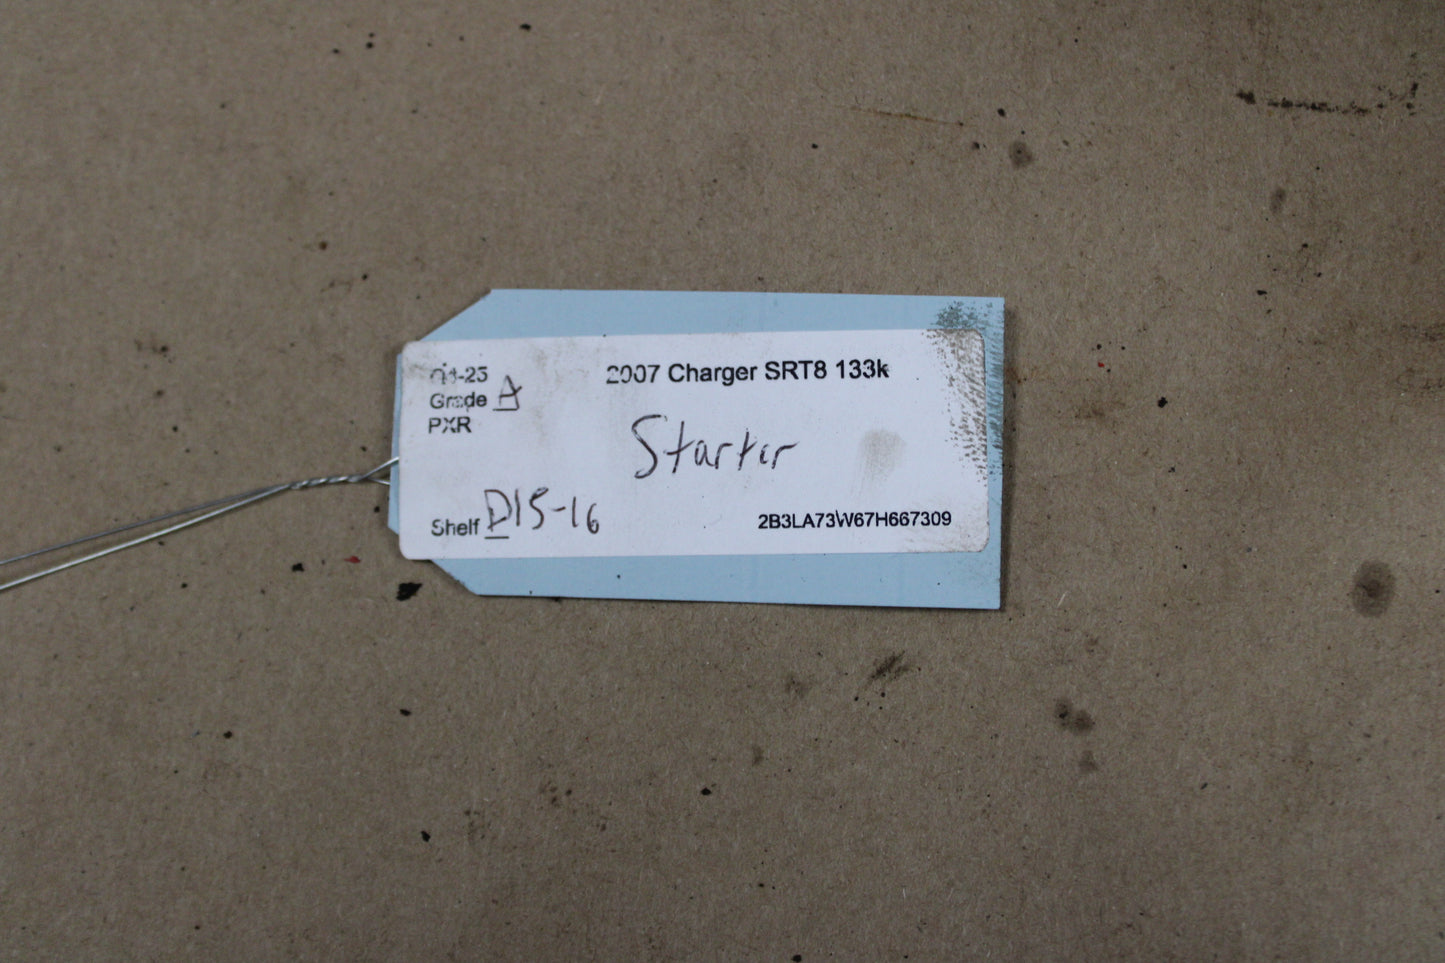 2007 Charger SRT8 133k
Grade A
PXR
Starter
Shelf D15-16
2B3LA73W67H667309